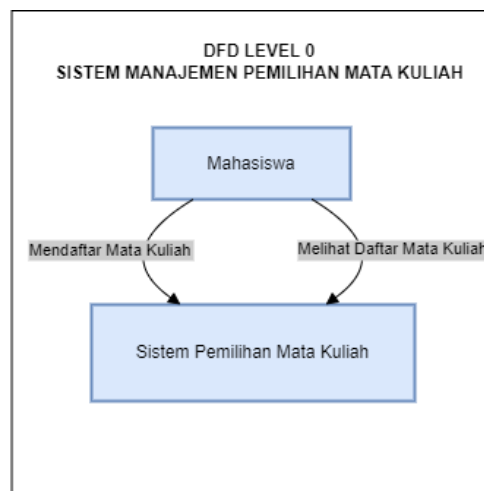 DFD LEVEL 0
SISTEM MANAJEMEN PEMILIHAN MATA KULIAH
Mahasiswa
Mendaftar Mata Kuliah
Melihat Daftar Mata Kuliah
Sistem Pemilihan Mata Kuliah